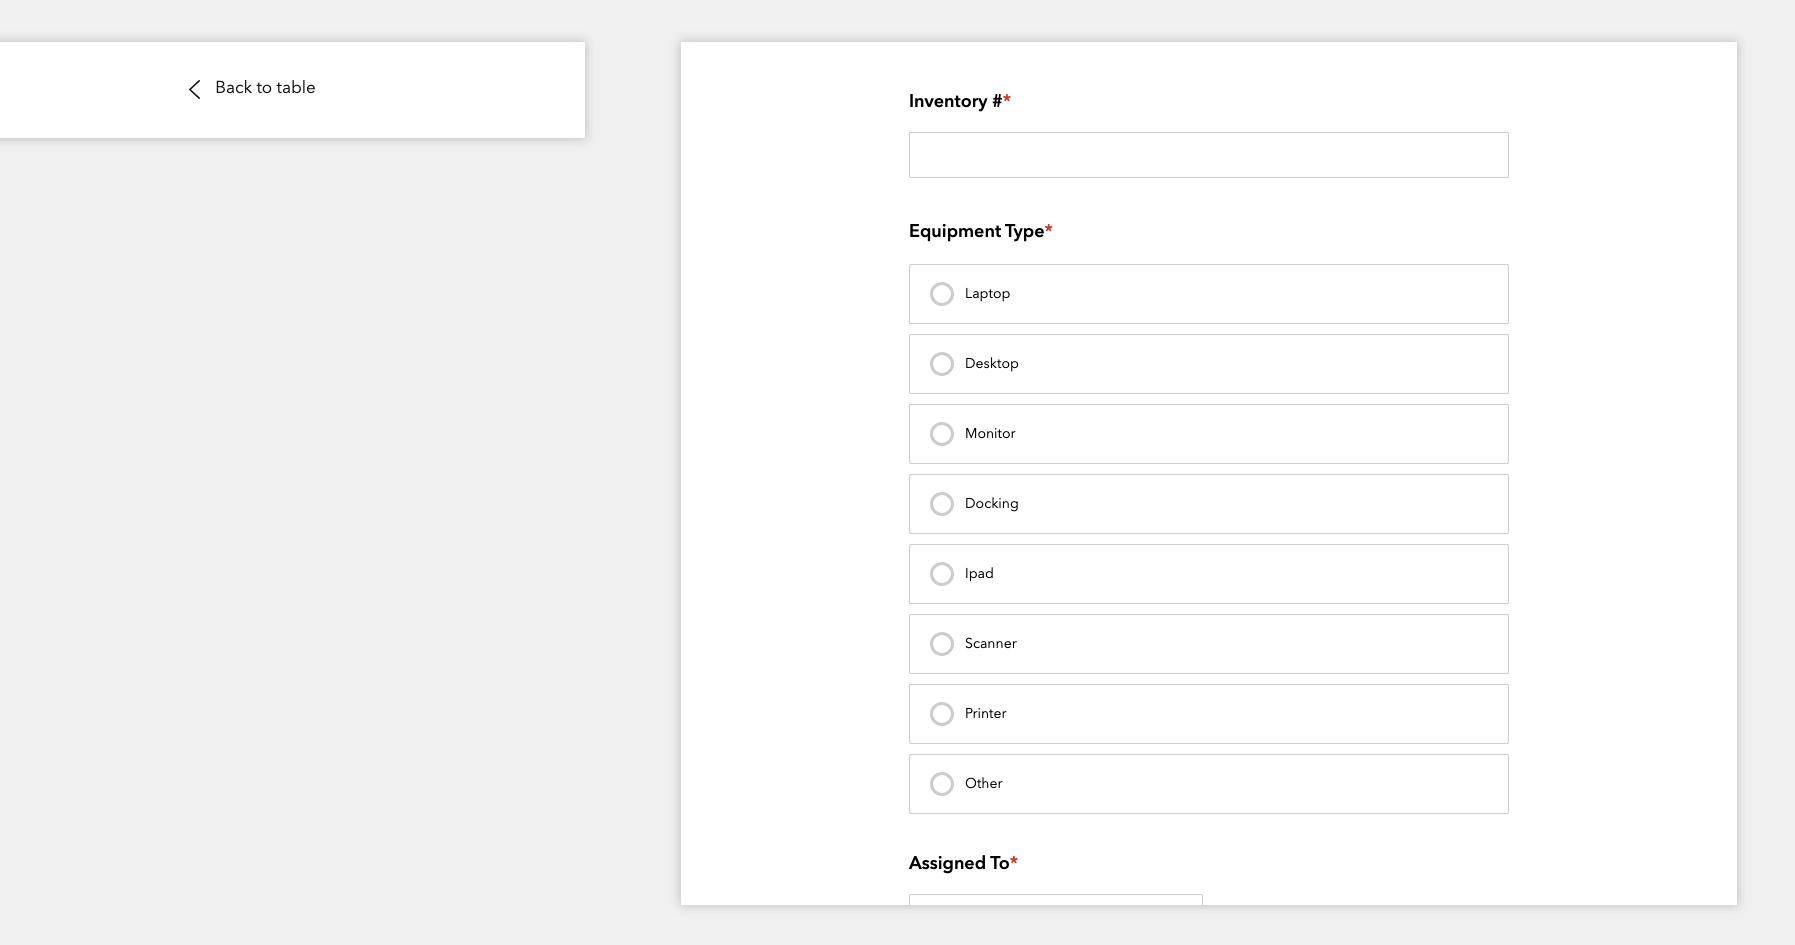 Back to table
Inventory #*
Equipment Type*
Laptop
Desktop
Monitor
Docking
Ipad
Scanner
Printer
Other
Assigned To*